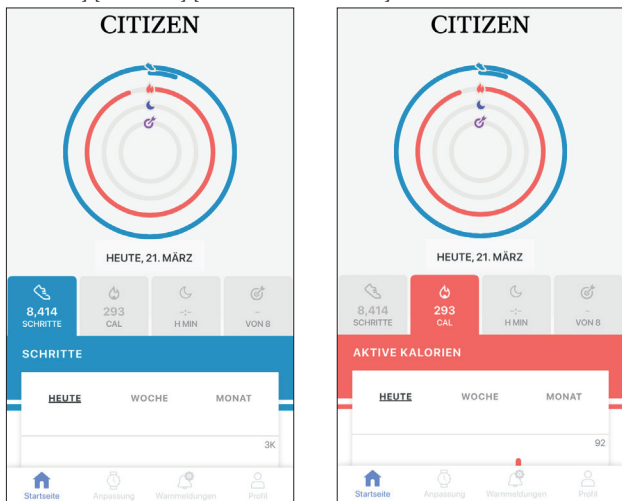 CITIZEN
HEUTE, 21. MÄRZ
8,414
SCHRITTE
293
CAL
-:-
H MIN
–
VON 8
SCHRITTE
HEUTE
WOCHE
MONAT
3K
Startseite
Anpassung
Warnmeldungen
Profil
CITIZEN
HEUTE, 21. MÄRZ
8,414
SCHRITTE
293
CAL
-:-
H MIN
–
VON 8
AKTIVE KALORIEN
HEUTE
WOCHE
MONAT
92
Startseite
Anpassung
Warnmeldungen
Profil